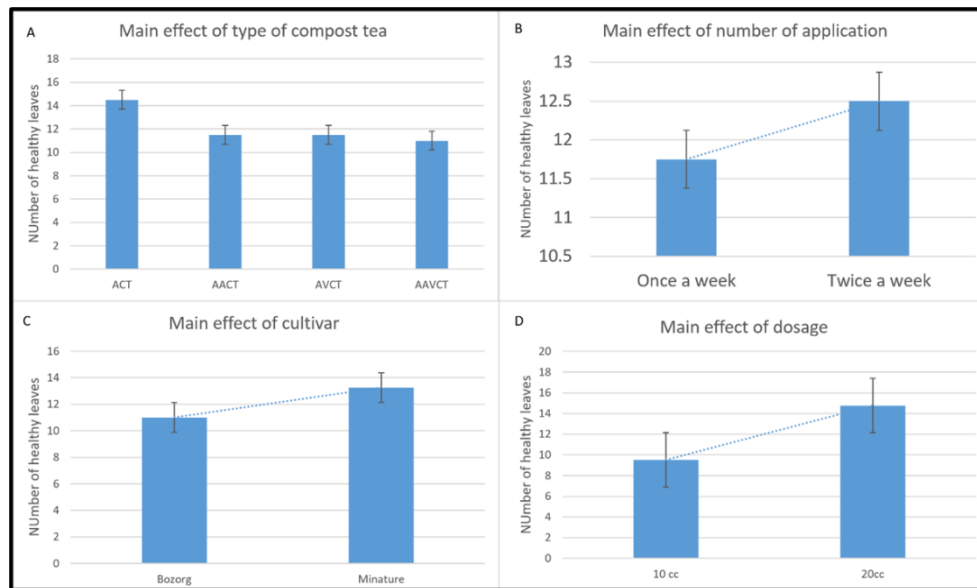 A
Main effect of type of compost tea
NUmber of healthy leaves
18
16
14
12
10
8
6
4
2
0
ACT AACT AVCT AAVCT
B
Main effect of number of application
NUmber of healthy leaves
13
12.5
12
11.5
11
10.5
Once a week Twice a week
C
Main effect of cultivar
NUmber of healthy leaves
16
14
12
10
8
6
4
2
0
Bozorg Minature
D
Main effect of dosage
NUmber of healthy leaves
20
18
16
14
12
10
8
6
4
2
0
10 cc 20cc